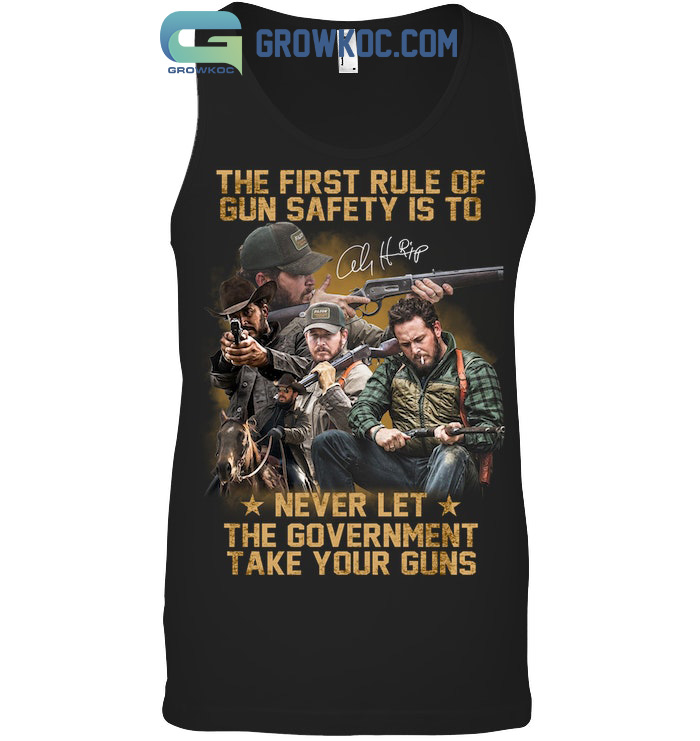 GROWKOC
GROWKOC.COM
THE FIRST RULE OF
GUN SAFETY IS TO
NEVER LET
THE GOVERNMENT
TAKE YOUR GUNS